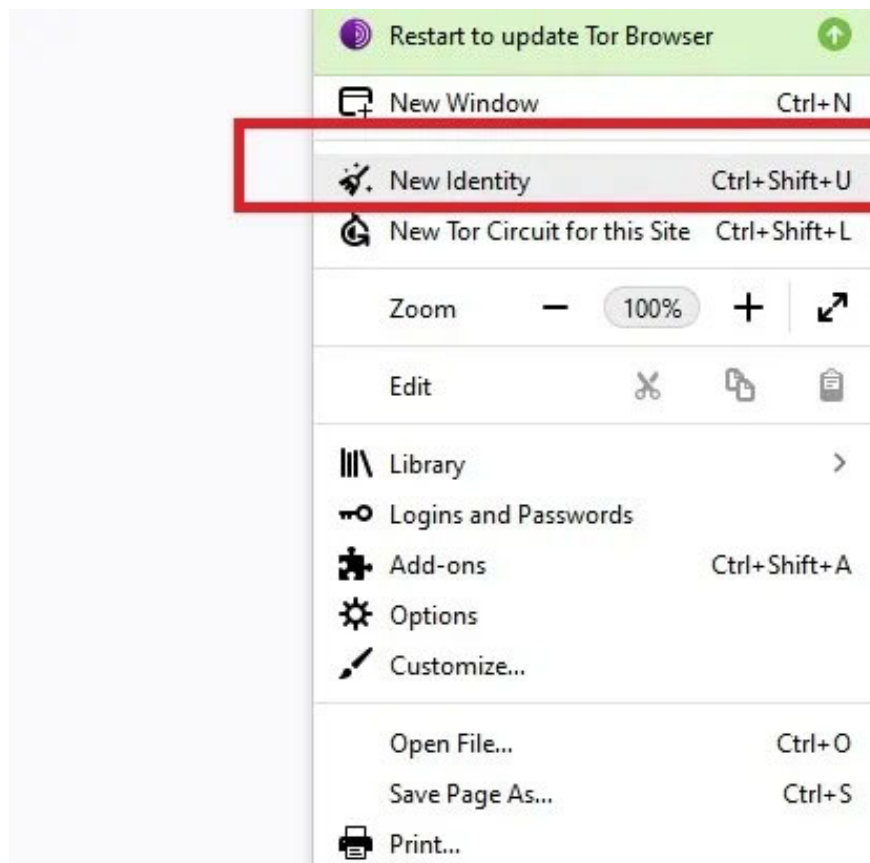 Restart to update Tor Browser
New Window Ctrl+N
New Identity Ctrl+Shift+U
New Tor Circuit for this Site Ctrl+Shift+L
Zoom 100%
Edit
Library
Logins and Passwords
Add-ons Ctrl+Shift+A
Options
Customize...
Open File... Ctrl+O
Save Page As... Ctrl+S
Print...